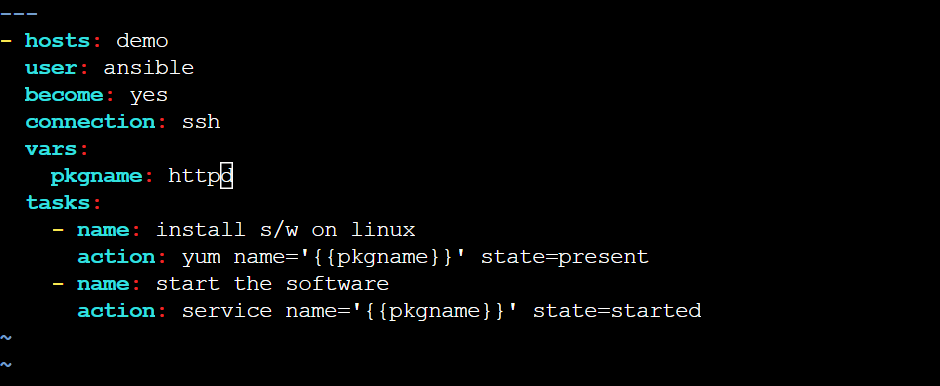 ---
- hosts: demo
  user: ansible
  become: yes
  connection: ssh
  vars:
    pkgname: httpd
  tasks:
    - name: install s/w on linux
      action: yum name='{{pkgname}}' state=present
    - name: start the software
      action: service name='{{pkgname}}' state=started
~
~